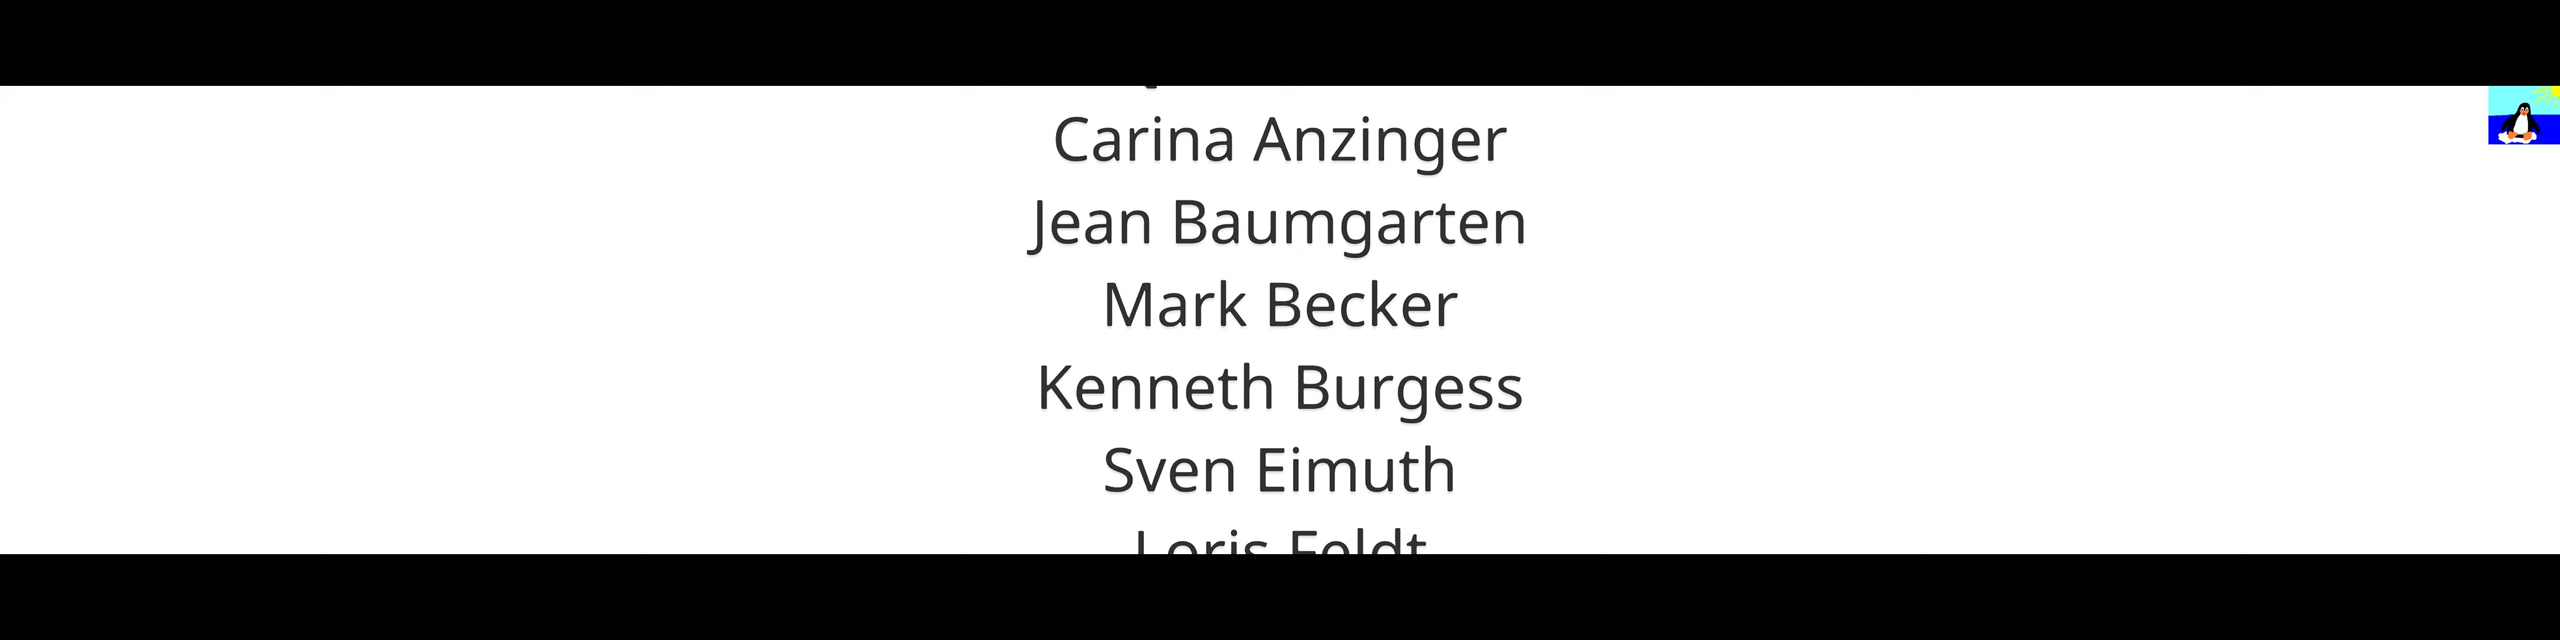 Carina Anzinger
Jean Baumgarten
Mark Becker
Kenneth Burgess
Sven Eimuth